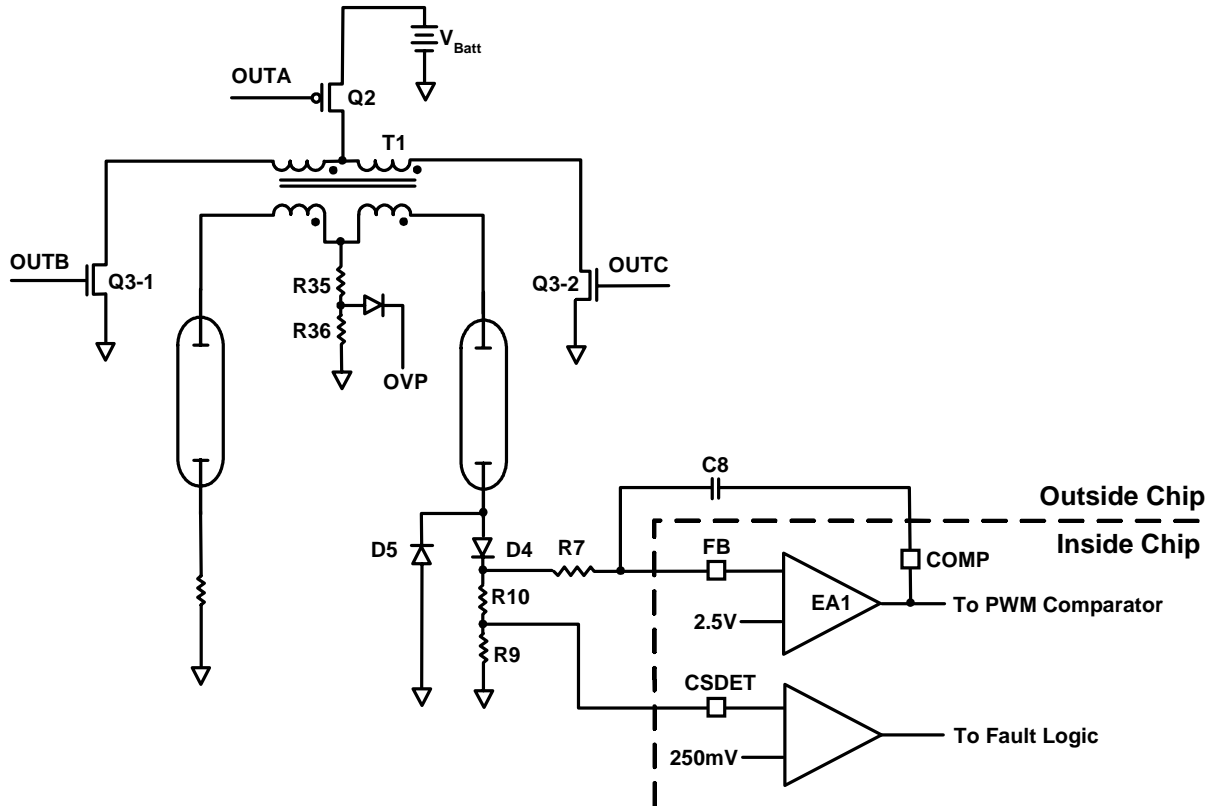 V Batt
OUTA
Q2
T1
OUTB
Q3-1
OUTC
Q3-2
R35
R36
OVP
C8
Outside Chip
Inside Chip
D5
D4
R7
FB
COMP
R10
EA1
To PWM Comparator
2.5V
R9
CSDET
250mV
To Fault Logic